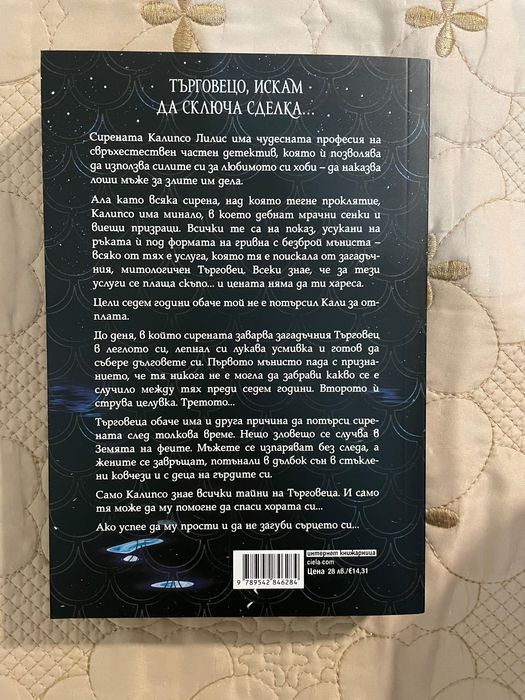 ТЪРГОВЕЦО, ИСКАМ
ДА СКЛЮЧА СДЕЛКА...
Сирената Калипсо Лилис има чудесната професия на
свръхестествен частен детектив, която ѝ позволява
да използва силите си за любимото си хоби – да наказва
лоши мъже за злите им дела.
Ала като всяка сирена, над която тегне проклятие,
Калипсо има минало, в което дебнат мрачни сенки и
виещи призраци. Всички те са на показ, усукани на
ръката ѝ под формата на гривна с безброй мъниста –
всяко от тях е услуга, която тя е поискала от загадъч-
ния, митологичен Търговец. Всеки знае, че за тези
услуги се плаща скъпо... и цената няма да ти хареса.
Цели седем години обаче той не е потърсил Кали за от-
плата.
До деня, в който сирената заварва загадъчния Търговец
в леглото си, лепнал си лукава усмивка и готов да
събере дълговете си. Първото мънисто пада с призна-
нието, че тя никога не е могла да забрави какво се е
случило между тях преди седем години. Второто ѝ
струва целувка. Третото...
Търговеца обаче има и друга причина да потърси сире-
ната след толкова време. Нещо зловещо се случва в
Земята на феите. Мъжете се изпаряват без следа, а
жените се завръщат, потънали в дълбок сън в стъкле-
ни ковчези и с деца на гърдите си.
Само Калипсо знае всички тайни на Търговеца. И само
тя може да му помогне да спаси хората си...
Ако успее да му прости и да не загуби сърцето си...
интернет книжарница
ciela.com
Цена 28 лв./€14,31
9 789542 846284